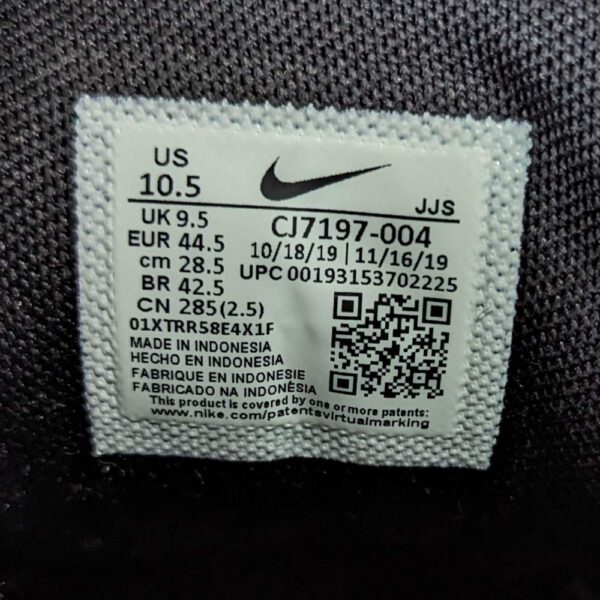 US
10.5
JJS
UK 9.5
CJ7197-004
EUR 44.5
10/18/19 | 11/16/19
cm 28.5
UPC 00193153702225
BR 42.5
CN 285(2.5)
01XTRR58E4X1F
MADE IN INDONESIA
HECHO EN INDONESIA
FABRIQUE EN INDONESIE
FABRICADO NA INDONÈSIA
This product is covered by one or more patents:
www.nike.com/patentsvirtualmarking